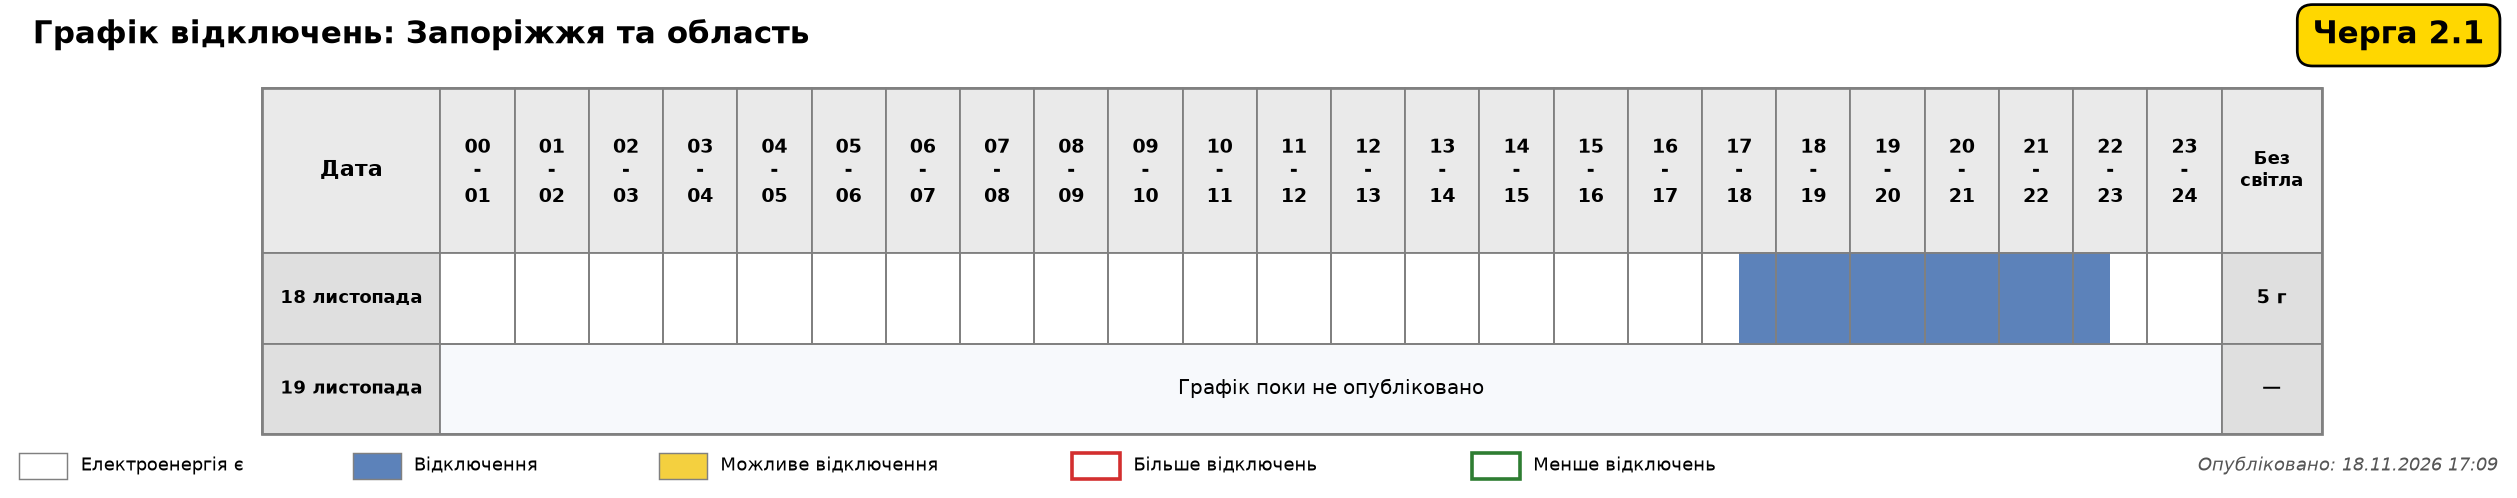 Графік відключень: Запоріжжя та область
Черга 2.1
Дата
00 - 01
01 - 02
02 - 03
03 - 04
04 - 05
05 - 06
06 - 07
07 - 08
08 - 09
09 - 10
10 - 11
11 - 12
12 - 13
13 - 14
14 - 15
15 - 16
16 - 17
17 - 18
18 - 19
19 - 20
20 - 21
21 - 22
22 - 23
23 - 24
Без
світла
18 листопада
5 г
19 листопада
Графік поки не опубліковано
—
Електроенергія є
Відключення
Можливе відключення
Більше відключень
Менше відключень
Опубліковано: 18.11.2026 17:09